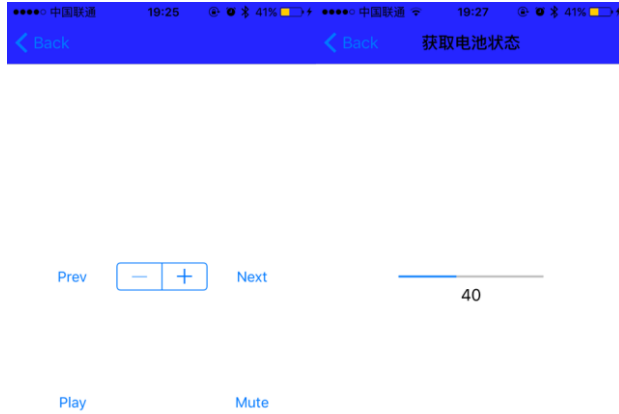 中国联通 19:25 41%
Back
Prev Next
Play Mute
中国联通 19:27 41%
Back 获取电池状态
40